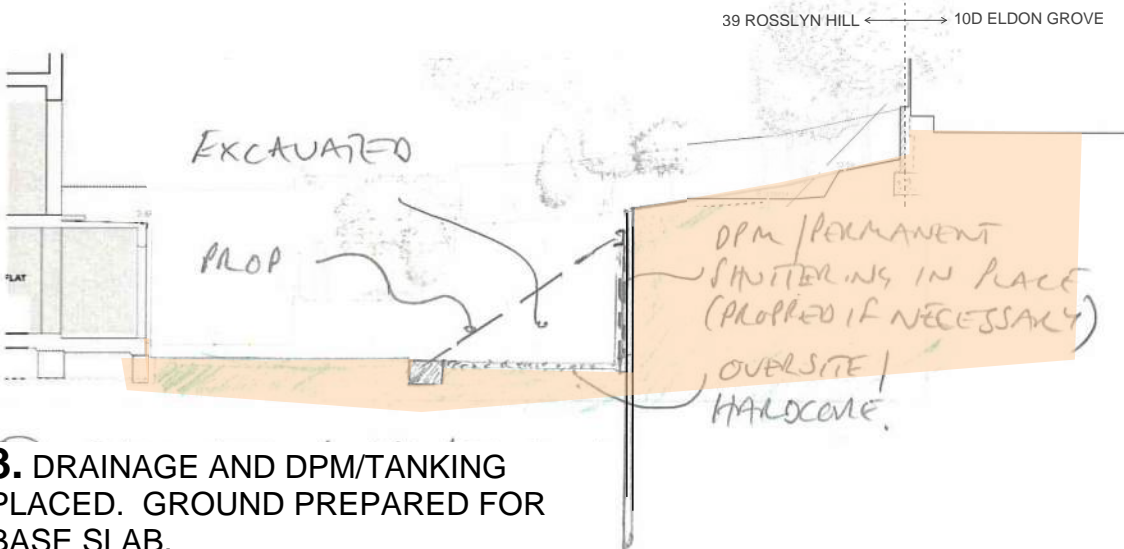 39 ROSSLYN HILL
10D ELDON GROVE
EXCAVATED
PROP
FLAT
DPM / PERMANENT
SHUTTERING IN PLACE
(PROPPED IF NECESSARY)
OVERSITE /
HARDCORE.
3. DRAINAGE AND DPM/TANKING
PLACED. GROUND PREPARED FOR
BASE SLAB.